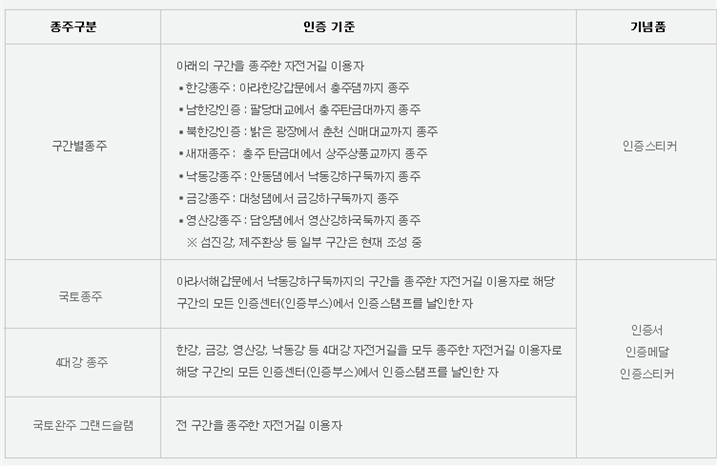 종주구분 인증 기준 기념품
아래의 구간을 종주한 자전거길 이용자
• 한강종주 : 아라한강갑문에서 충주댐까지 종주
• 남한강인증 : 팔당대교에서 충주탄금대까지 종주
• 북한강인증 : 밝은 광장에서 춘천 신매대교까지 종주
구간별종주
인증스티커
• 새재종주 : 충주 탄금대에서 상주상풍교까지 종주
• 낙동강종주 : 안동댐에서 낙동강하구둑까지 종주
• 금강종주 : 대청댐에서 금강하구둑까지 종주
• 영산강종주 : 담양댐에서 영산강하국둑까지 종주
※ 섬진강, 제주환상 등 일부 구간은 현재 조성 중
국토종주
아라서해갑문에서 낙동강하구둑까지의 구간을 종주한 자전거길 이용자로 해당
구간의 모든 인증센터(인증부스)에서 인증스탬프를 날인한 자
4대강 종주
한강, 금강, 영산강, 낙동강 등 4대강 자전거길을 모두 종주한 자전거길 이용자로
해당 구간의 모든 인증센터(인증부스)에서 인증스탬프를 날인한 자
인증서
인증메달
인증스티커
국토완주 그랜드슬램 전 구간을 종주한 자전거길 이용자